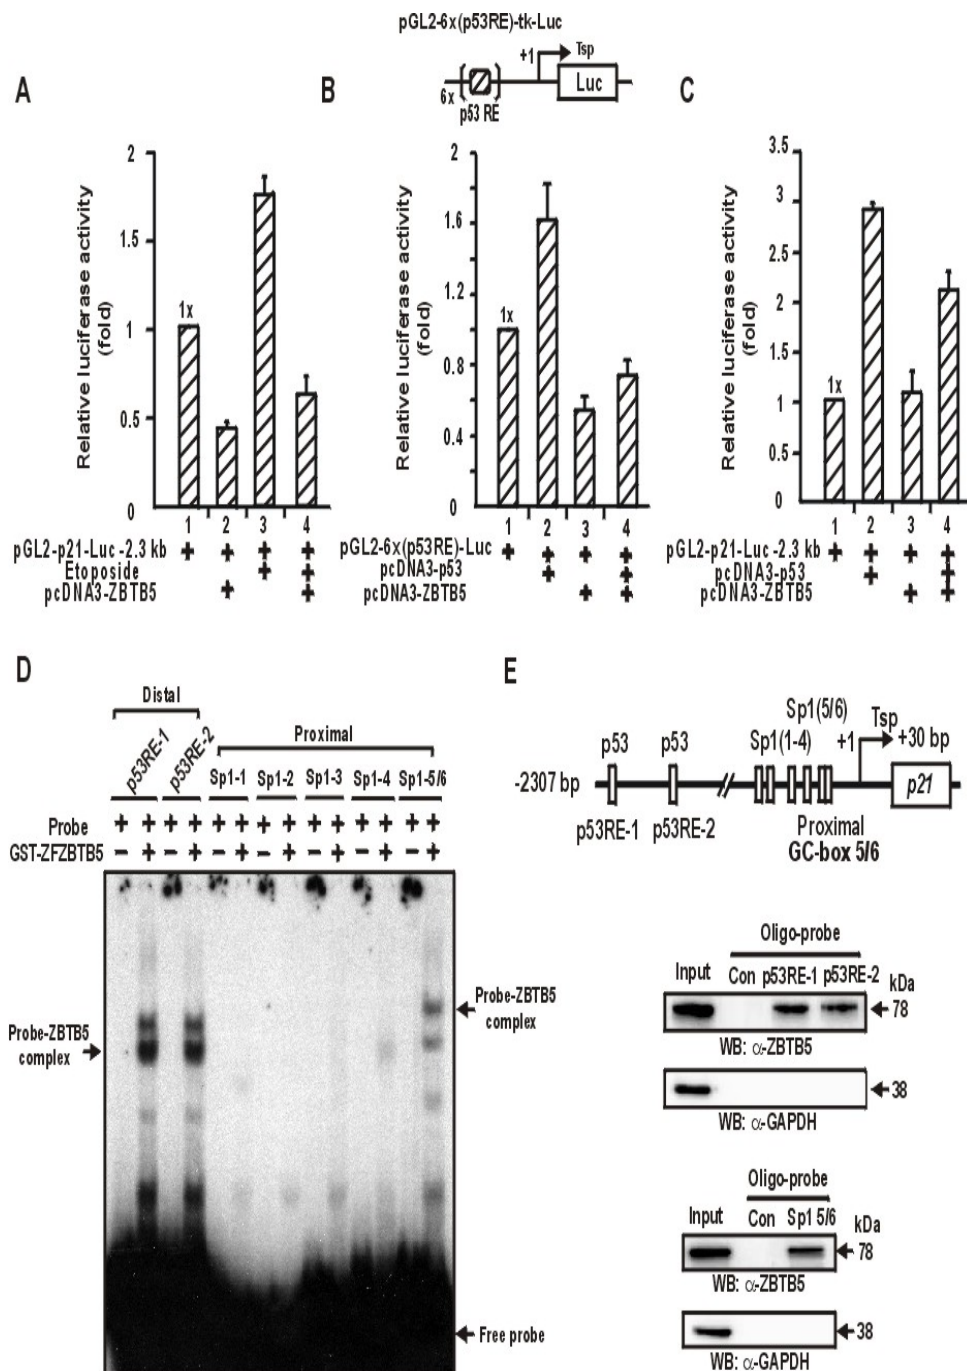 pGL2-6x(p53RE)-tk-Luc
+1 Tsp
6x p53 RE Luc
A
Relative luciferase activity
(fold)
2
1.5
1
0.5
0
1x
1 2 3 4
pGL2-p21-Luc -2.3 kb + + + +
Etoposide + +
pcDNA3-ZBTB5 + +
B
Relative luciferase activity
(fold)
2
1.6
1.2
0.8
0.4
0
1x
1 2 3 4
pGL2-6x(p53RE)-Luc + + + +
pcDNA3-p53 + +
pcDNA3-ZBTB5 + +
C
Relative luciferase activity
(fold)
3.5
3
2.5
2
1.5
1
0.5
0
1x
1 2 3 4
pGL2-p21-Luc -2.3 kb + + + +
pcDNA3-p53 + +
pcDNA3-ZBTB5 + +
D
Distal
p53RE-1 p53RE-2
Proximal
Sp1-1 Sp1-2 Sp1-3 Sp1-4 Sp1-5/6
Probe + + + + + + + + + + + + + +
GST-ZFZBTB5 - + - + - + - + - + - + - +
Probe-ZBTB5
complex
Probe-ZBTB5
complex
Free probe
E
Sp1(5/6)
p53 p53 Sp1(1-4) +1 Tsp +30 bp
-2307 bp p21
p53RE-1 p53RE-2 Proximal
GC-box 5/6
Oligo-probe
Input Con p53RE-1 p53RE-2 kDa
78
WB: α-ZBTB5
38
WB: α-GAPDH
Oligo-probe
Input Con Sp1 5/6 kDa
78
WB: α-ZBTB5
38
WB: α-GAPDH